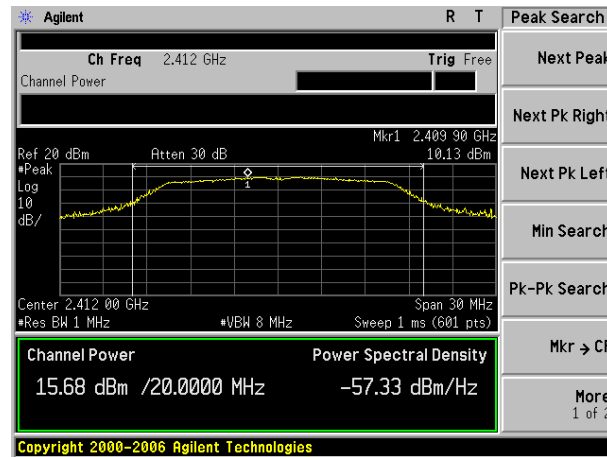 Agilent R T Peak Search
Ch Freq 2.412 GHz Trig Free
Channel Power
Mkr1 2.409 90 GHz
Ref 20 dBm Atten 30 dB 10.13 dBm
#Peak
Log
10
dB/
1
Center 2.412 00 GHz Span 30 MHz
#Res BW 1 MHz #VBW 8 MHz Sweep 1 ms (601 pts)
Channel Power Power Spectral Density
15.68 dBm /20.0000 MHz -57.33 dBm/Hz
Copyright 2000-2006 Agilent Technologies
Next Peak
Next Pk Right
Next Pk Left
Min Search
Pk-Pk Search
Mkr → CF
More
1 of 2